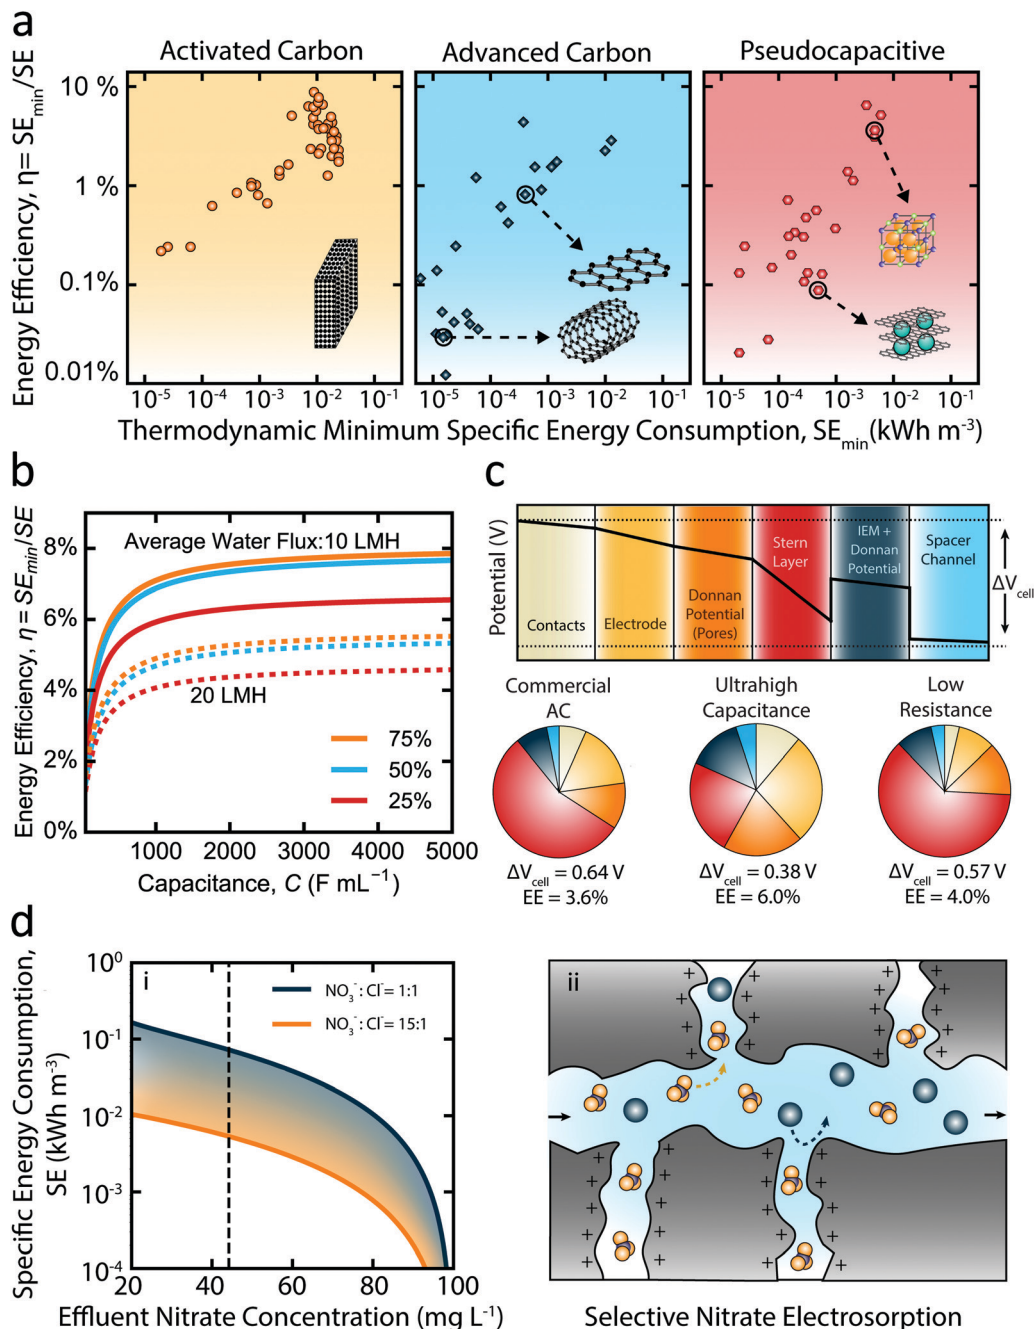 a
Activated Carbon
Advanced Carbon
Pseudocapacitive
Energy Efficiency, η= SE_min/SE
10 %
1 %
0.1%
0.01%
10⁻⁵ 10⁻⁴ 10⁻³ 10⁻² 10⁻¹
10⁻⁵ 10⁻⁴ 10⁻³ 10⁻² 10⁻¹
10⁻⁵ 10⁻⁴ 10⁻³ 10⁻² 10⁻¹
Thermodynamic Minimum Specific Energy Consumption, SE_min(kWh m⁻³)
b
Energy Efficiency, η = SE_min/SE
8%
6%
4%
2%
0%
Average Water Flux:10 LMH
20 LMH
75%
50%
25%
1000 2000 3000 4000 5000
Capacitance, C (F mL⁻¹)
c
Potential (V)
Contacts
Electrode
Donnan
Potential
(Pores)
Stern
Layer
IEM +
Donnan
Potential
Spacer
Channel
ΔV_cell
Commercial
AC
ΔV_cell = 0.64 V
EE = 3.6%
Ultrahigh
Capacitance
ΔV_cell = 0.38 V
EE = 6.0%
Low
Resistance
ΔV_cell = 0.57 V
EE = 4.0%
d
Specific Energy Consumption,
SE (kWh m⁻³)
10⁰
10⁻¹
10⁻²
10⁻³
10⁻⁴
i
NO₃⁻: Cl⁻= 1:1
NO₃⁻: Cl⁻= 15:1
20 40 60 80 100
Effluent Nitrate Concentration (mg L⁻¹)
ii
+ + + + + + + + + + + + + + + + + + + + + + + + + + + + + + + + + + +
Selective Nitrate Electrosorption